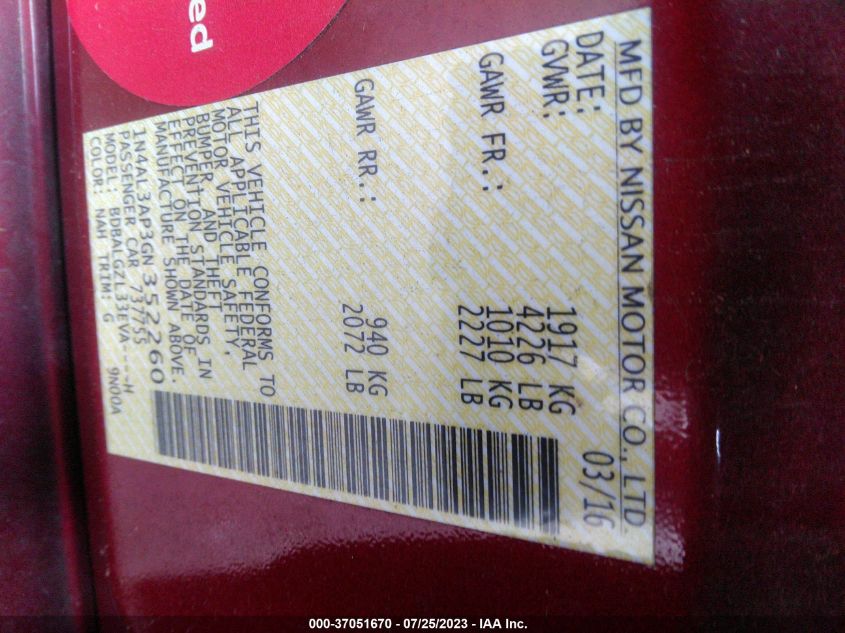 ed
MFD BY NISSAN MOTOR CO., LTD.
DATE: 03/16
GVWR: 1917 KG
4226 LB
GAWR FR.: 1010 KG
2227 LB
GAWR RR.: 940 KG
2072 LB
THIS VEHICLE CONFORMS TO
ALL APPLICABLE FEDERAL
MOTOR VEHICLE SAFETY,
BUMPER, AND THEFT
PREVENTION STANDARDS IN
EFFECT ON THE DATE OF
MANUFACTURE SHOWN ABOVE.
1N4AL3AP3GN352260
PASSENGER CAR 737755
MODEL: BDBALGZL33EVA----H
COLOR: NAH TRIM: G 9N00A
000-37051670 - 07/25/2023 - IAA Inc.